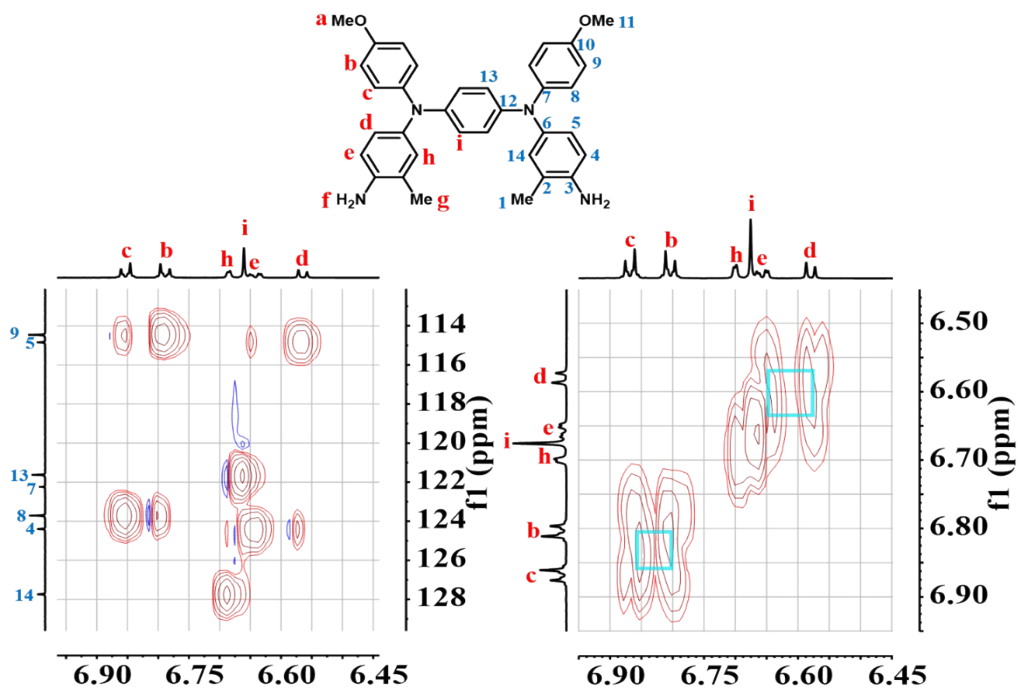 a MeO OMe 11
10
b 9
13
c 7 8
12
N N
d 6 5
i
e h 14 4
2 3
f H₂N Me g 1 Me NH₂
i
c b h e d
i
c b h e d
9
5
13
7
8
4
14
114
116
118
120
122
124
126
128
f1 (ppm)
6.90 6.75 6.60 6.45
d
e
i
h
b
c
6.50
6.60
6.70
6.80
6.90
f1 (ppm)
6.90 6.75 6.60 6.45